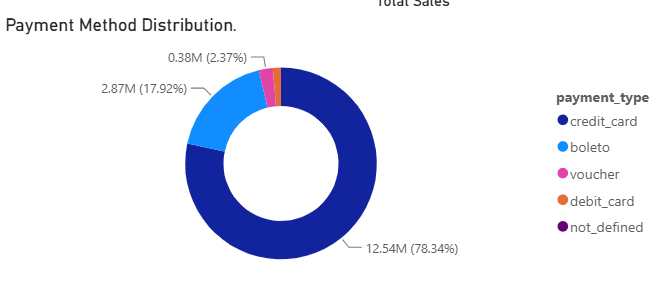 Total Sales
Payment Method Distribution.
0.38M (2.37%)
2.87M (17.92%)
12.54M (78.34%)
payment_type
credit_card
boleto
voucher
debit_card
not_defined